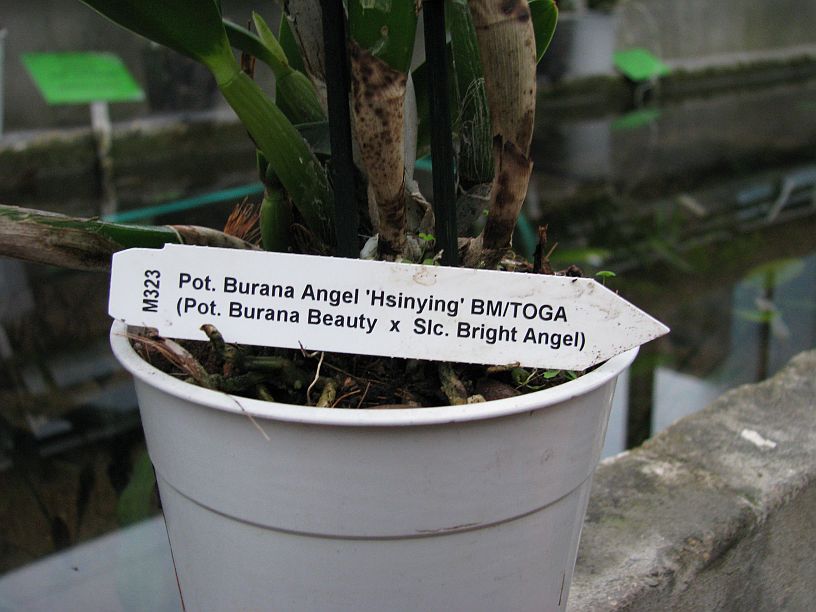 M323
Pot. Burana Angel 'Hsinying' BM/TOGA
(Pot. Burana Beauty x Slc. Bright Angel)